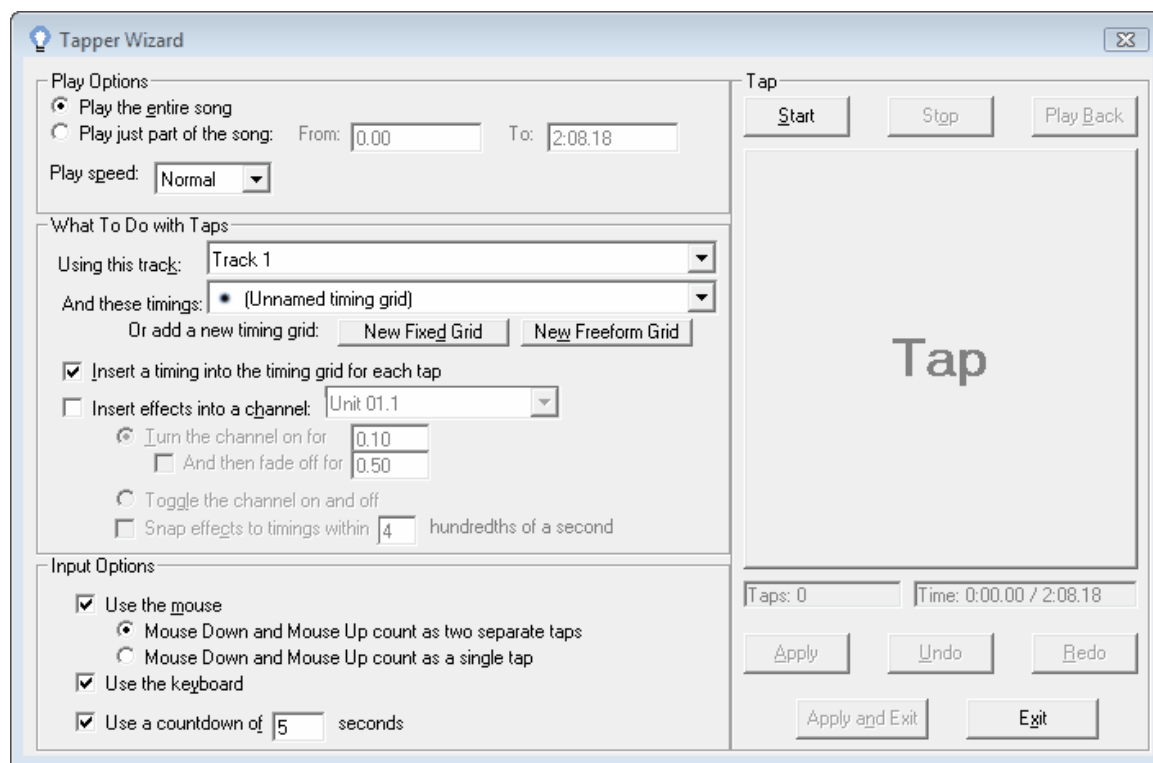 Tapper Wizard
Play Options
Play the entire song
Play just part of the song: From: 0.00 To: 2:08.18
Play speed: Normal
What To Do with Taps
Using this track: Track 1
And these timings: (Unnamed timing grid)
Or add a new timing grid: New Fixed Grid New Freeform Grid
Insert a timing into the timing grid for each tap
Insert effects into a channel: Unit 01.1
Turn the channel on for 0.10
And then fade off for 0.50
Toggle the channel on and off
Snap effects to timings within 4 hundredths of a second
Input Options
Use the mouse
Mouse Down and Mouse Up count as two separate taps
Mouse Down and Mouse Up count as a single tap
Use the keyboard
Use a countdown of 5 seconds
Tap
Start Stop Play Back
Tap
Taps: 0 Time: 0:00.00 / 2:08.18
Apply Undo Redo
Apply and Exit Exit